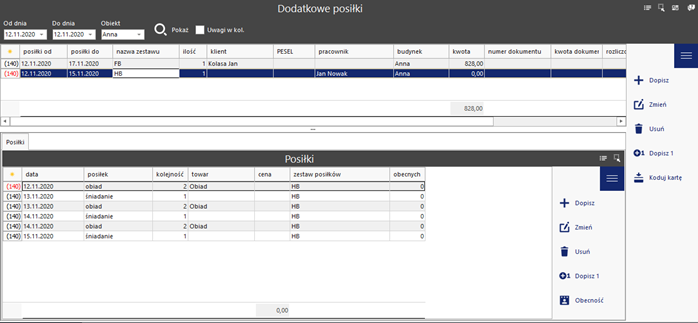 Dodatkowe posiłki
Od dnia Do dnia Obiekt
12.11.2020 12.11.2020 Anna Pokaż Uwagi w kol.
posiłki od posiłki do nazwa zestawu ilość klient PESEL pracownik budynek kwota numer dokumentu kwota dokumer rozliczo
(140) 12.11.2020 17.11.2020 FB 1 Kolasa Jan Anna 828,00
(140) 12.11.2020 15.11.2020 HB 1 Jan Nowak Anna 0,00
828,00
Dopisz
Zmień
Usuń
Dopisz 1
Koduj kartę
Posiłki
Posiłki
data posiłek kolejność towar cena zestaw posiłków obecnych
(140) 12.11.2020 obiad 2 Obiad HB 0
(140) 13.11.2020 śniadanie 1 HB 0
(140) 13.11.2020 obiad 2 Obiad HB 0
(140) 14.11.2020 śniadanie 1 HB 0
(140) 14.11.2020 obiad 2 Obiad HB 0
(140) 15.11.2020 śniadanie 1 HB 0
0,00
Dopisz
Zmień
Usuń
Dopisz 1
Obecność